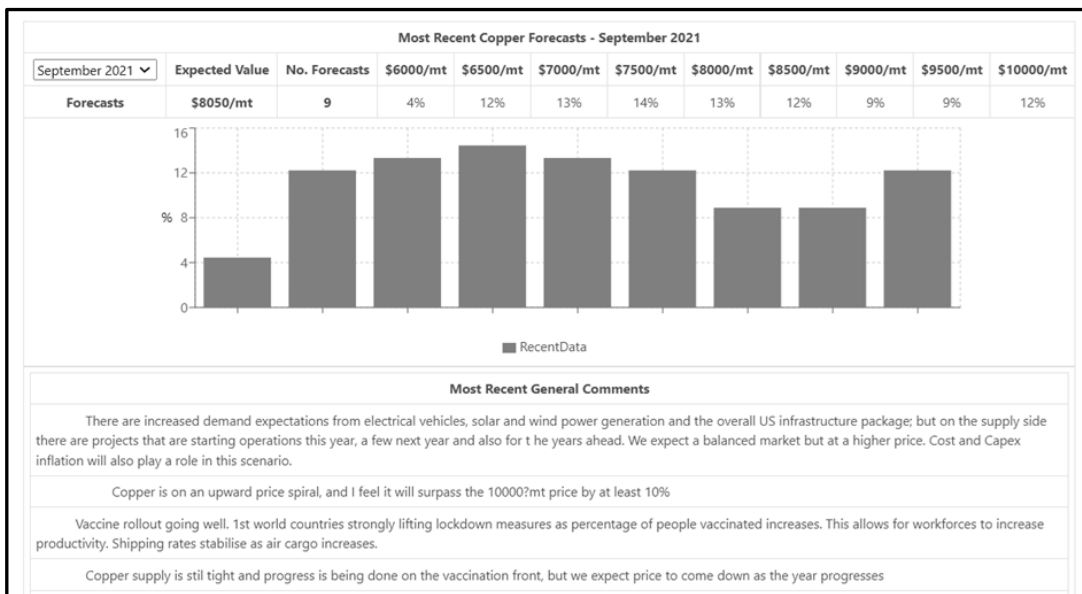 Most Recent Copper Forecasts - September 2021
September 2021 Expected Value No. Forecasts $6000/mt $6500/mt $7000/mt $7500/mt $8000/mt $8500/mt $9000/mt $9500/mt $10000/mt
Forecasts $8050/mt 9 4% 12% 13% 14% 13% 12% 9% 9% 12%
16
12
% 8
4
0
RecentData
Most Recent General Comments
There are increased demand expectations from electrical vehicles, solar and wind power generation and the overall US infrastructure package; but on the supply side
there are projects that are starting operations this year, a few next year and also for t he years ahead. We expect a balanced market but at a higher price. Cost and Capex
inflation will also play a role in this scenario.
Copper is on an upward price spiral, and I feel it will surpass the 10000?mt price by at least 10%
Vaccine rollout going well. 1st world countries strongly lifting lockdown measures as percentage of people vaccinated increases. This allows for workforces to increase
productivity. Shipping rates stabilise as air cargo increases.
Copper supply is stil tight and progress is being done on the vaccination front, but we expect price to come down as the year progresses